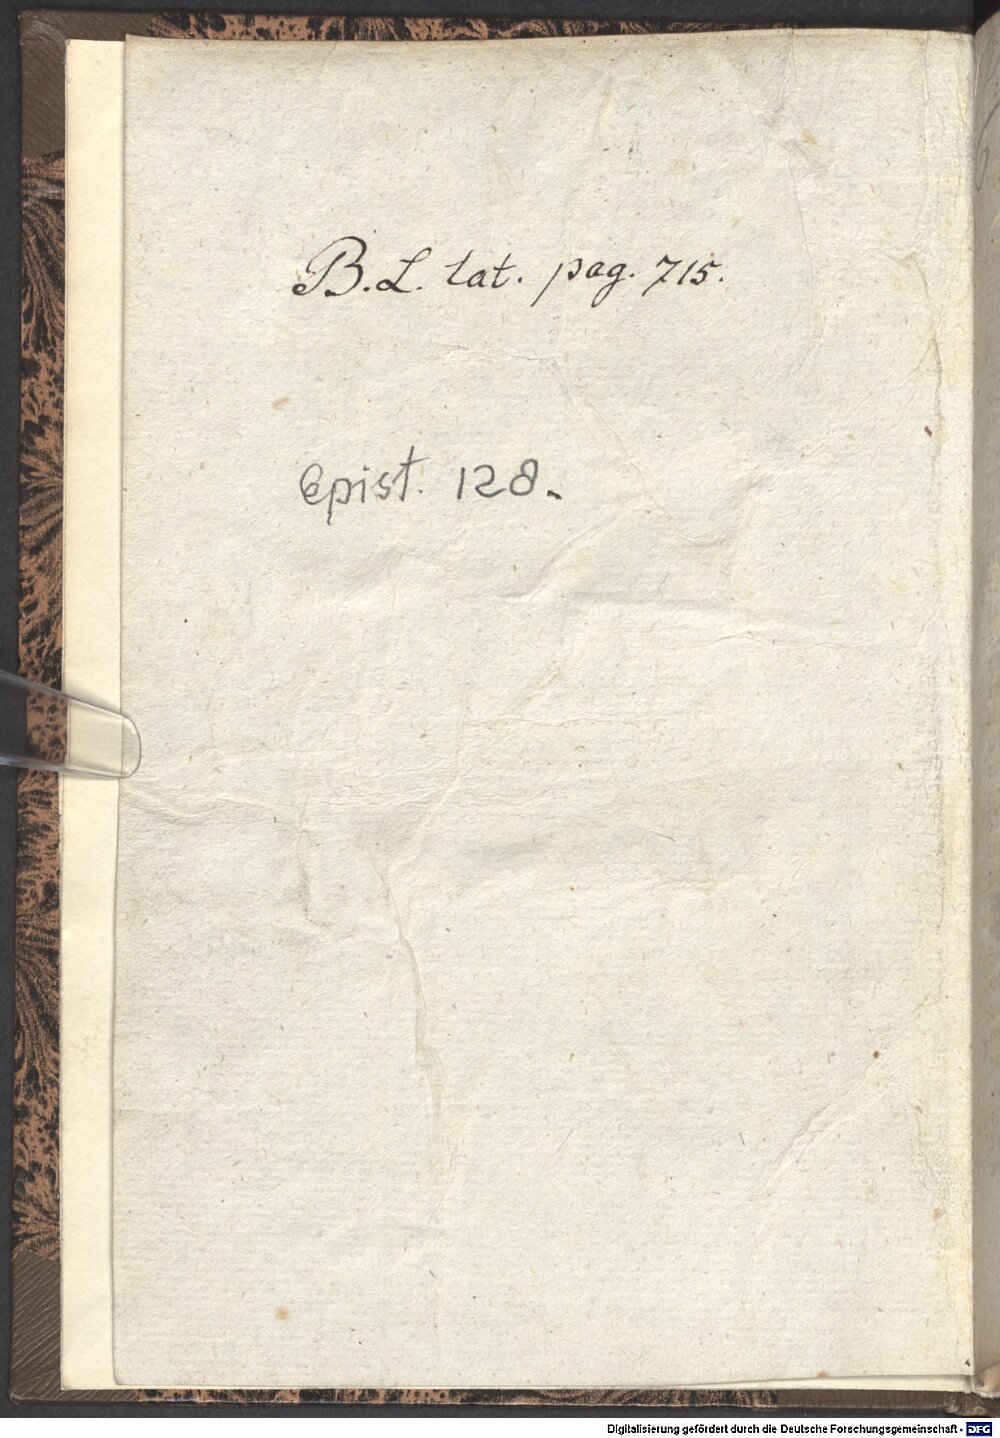 B. L. lat. pag. 715.
Epist. 128.
Digitalisierung gefördert durch die Deutsche Forschungsgemeinschaft - DFG